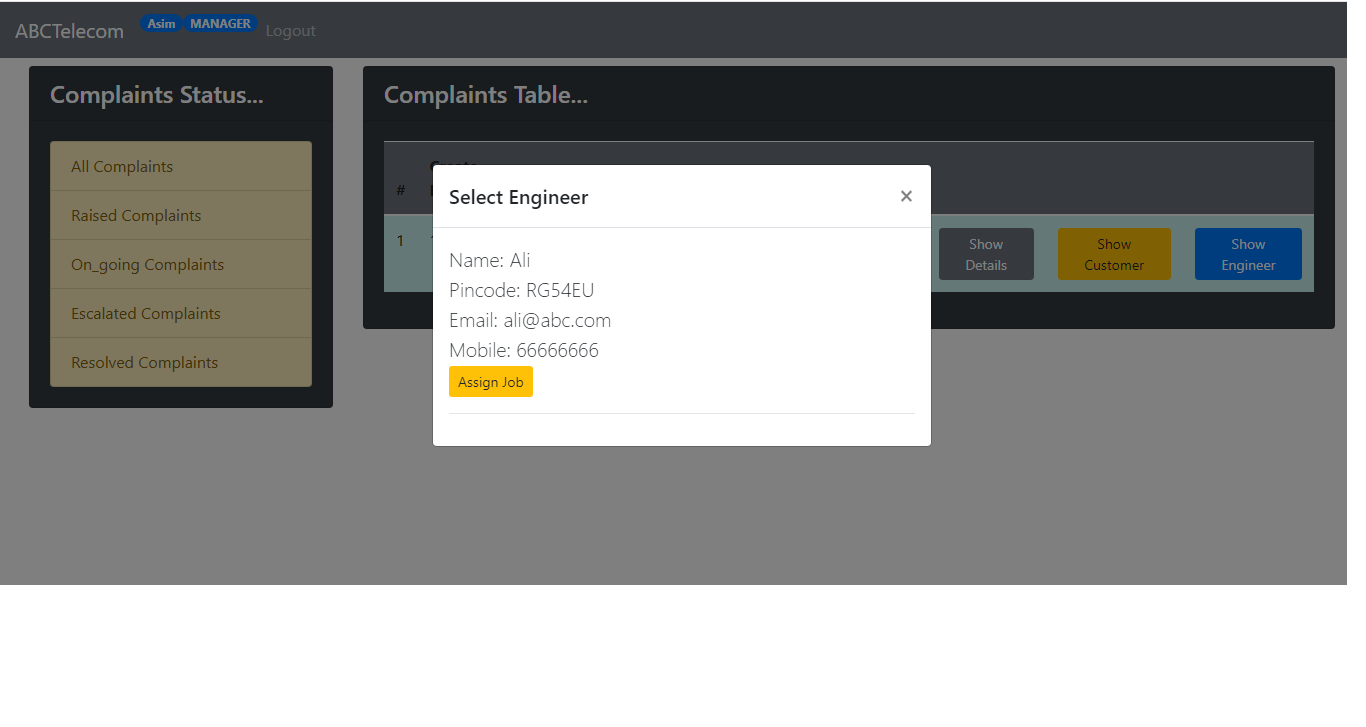 ABCTelecom Asim MANAGER Logout
Complaints Status...
All Complaints
Raised Complaints
On_going Complaints
Escalated Complaints
Resolved Complaints
Complaints Table...
#
1
Show
Details
Show
Customer
Show
Engineer
Select Engineer ×
Name: Ali
Pincode: RG54EU
Email: ali@abc.com
Mobile: 66666666
Assign Job